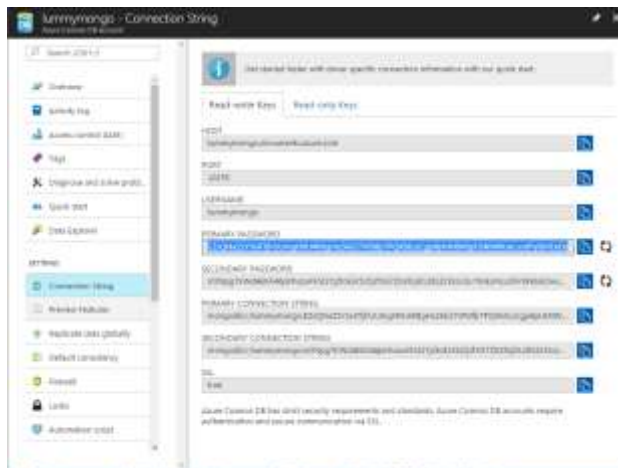 lummymongo - Connection String
Azure Cosmos DB account
Search (Ctrl+/)
Overview
Activity log
Access control (IAM)
Tags
Diagnose and solve prob...
Quick start
Data Explorer
SETTINGS
Connection String
Preview Features
Replicate data globally
Default consistency
Firewall
Locks
Automation script
Get started faster with driver specific connection information with our quick start.
Read-write Keys
Read-only Keys
HOST
PORT
10255
USERNAME
lummymongo
PRIMARY PASSWORD
SECONDARY PASSWORD
PRIMARY CONNECTION STRING
SECONDARY CONNECTION STRING
SSL
true
Azure Cosmos DB has strict security requirements and standards. Azure Cosmos DB accounts require
authentication and secure communication via SSL.